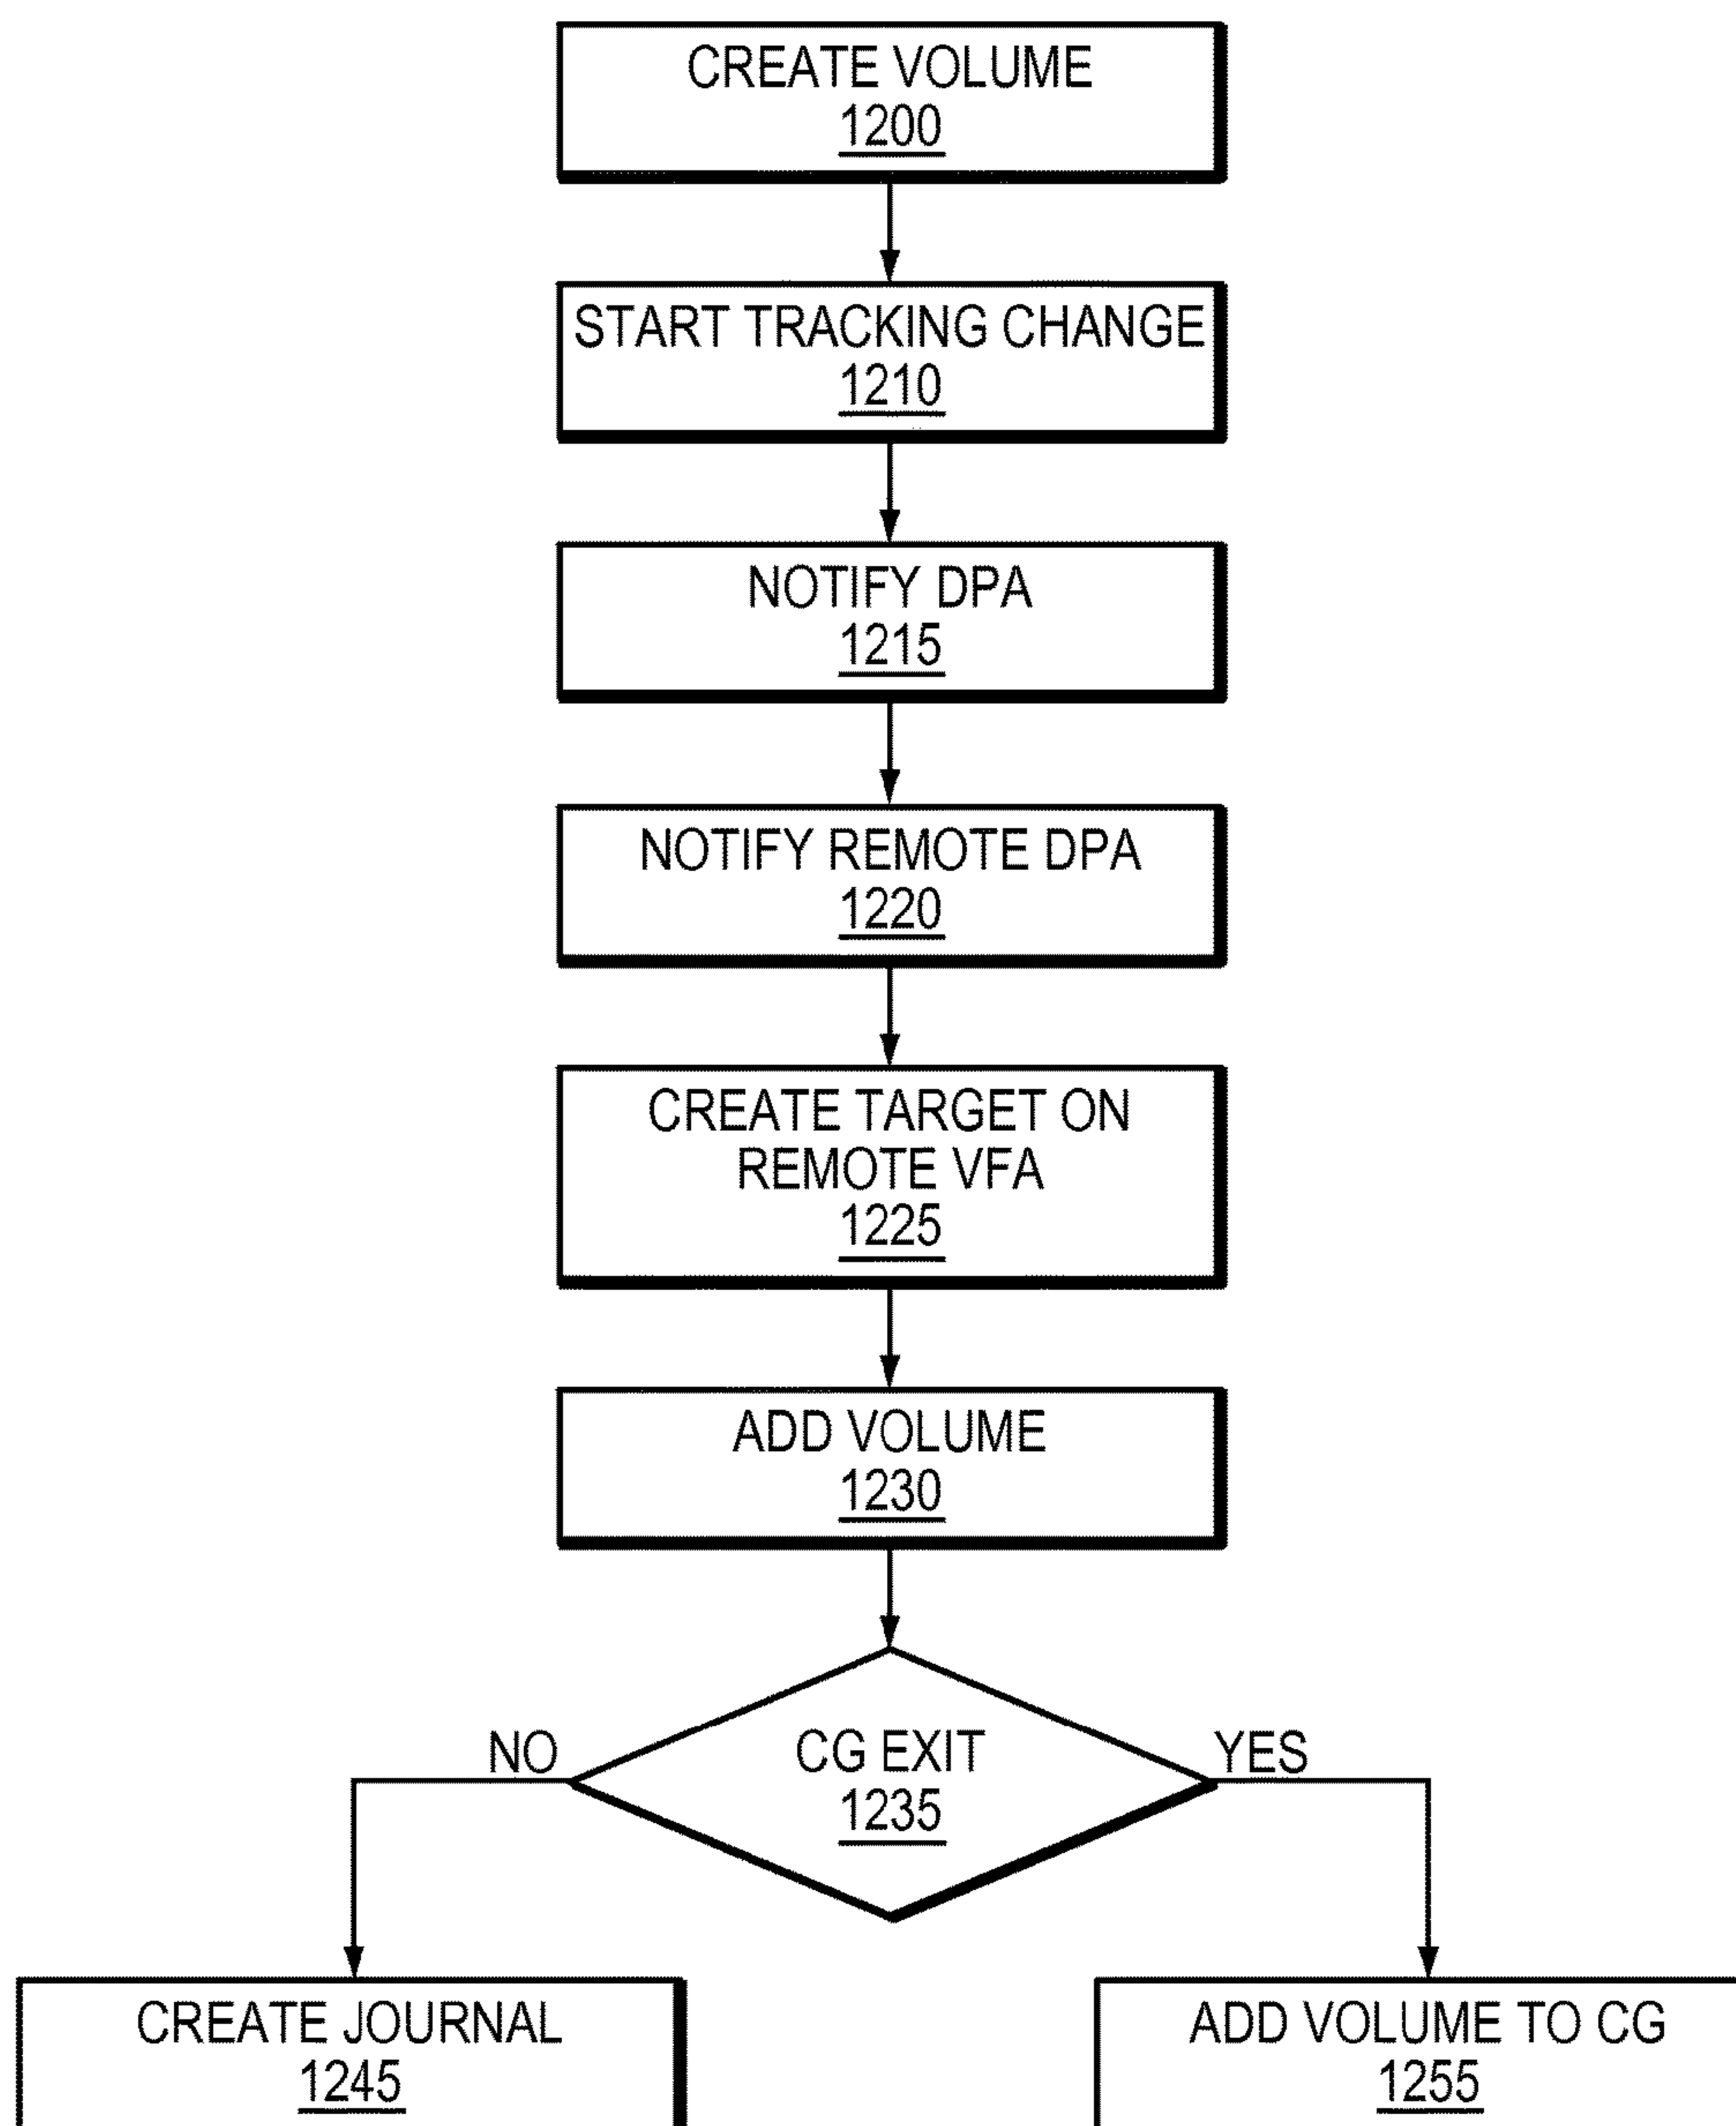 CREATE VOLUME
1200
START TRACKING CHANGE
1210
NOTIFY DPA
1215
NOTIFY REMOTE DPA
1220
CREATE TARGET ON
REMOTE VFA
1225
ADD VOLUME
1230
CG EXIT
1235
NO
YES
CREATE JOURNAL
1245
ADD VOLUME TO CG
1255